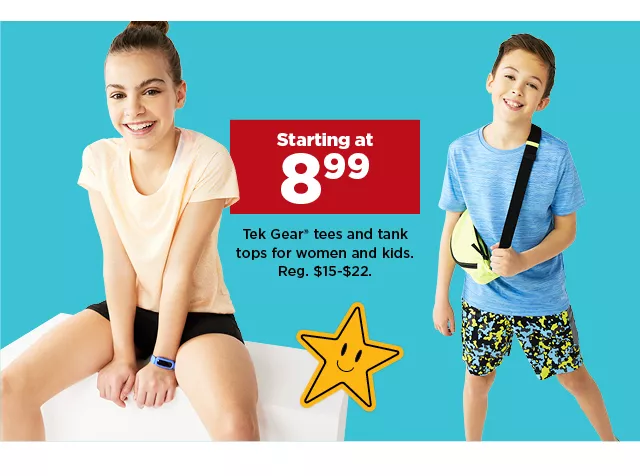 Starting at
8⁹⁹
Tek Gear® tees and tank
tops for women and kids.
Reg. $15-$22.